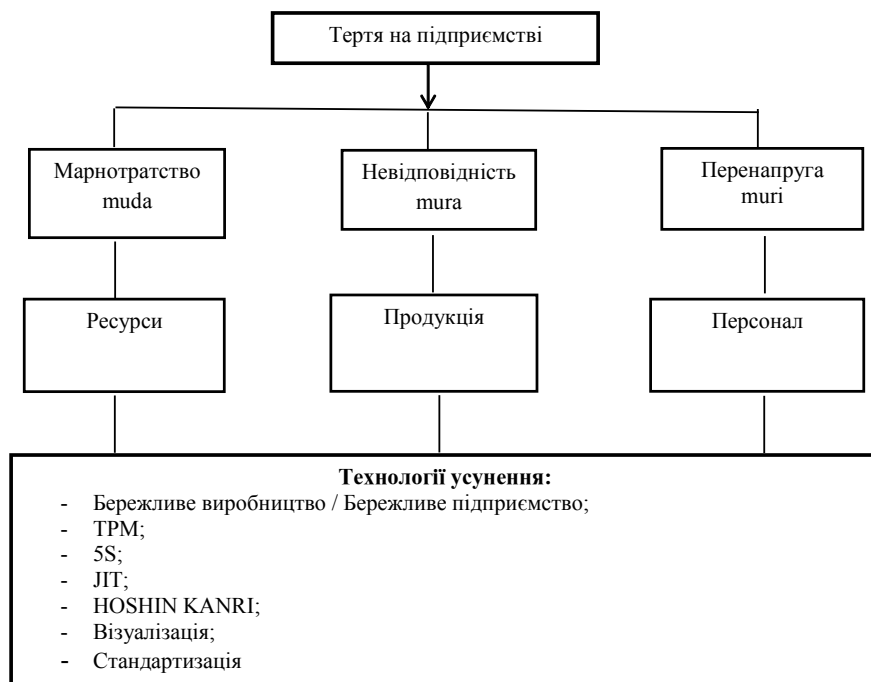 Тертя на підприємстві
Марнотратство
muda
Невідповідність
mura
Перенапруга
muri
Ресурси
Продукція
Персонал
Технології усунення:
- Бережливе виробництво / Бережливе підприємство;
- TPM;
- 5S;
- JIT;
- HOSHIN KANRI;
- Візуалізація;
- Стандартизація